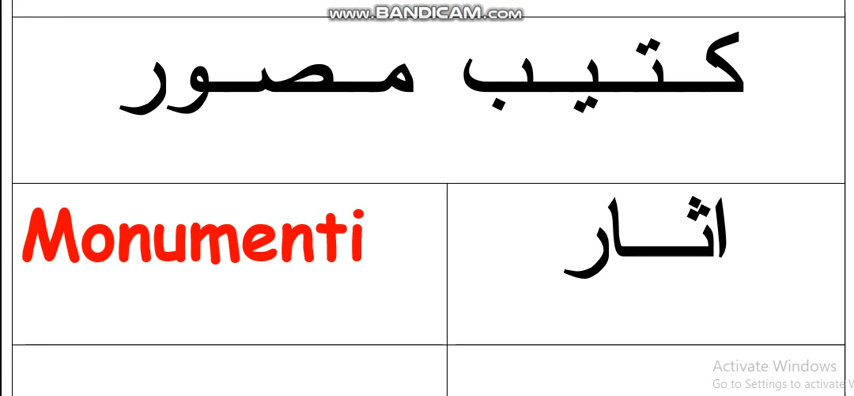 www.BANDICAM.com
كتيب مصور
Monumenti
اثار
Activate Windows
Go to Settings to activate W